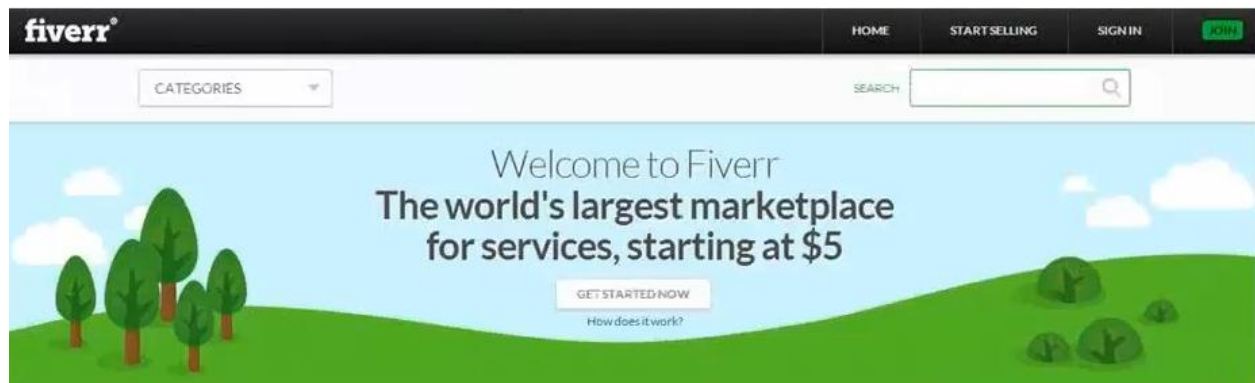 fiverr®
HOME START SELLING SIGN IN JOIN
CATEGORIES
SEARCH
Welcome to Fiverr
The world's largest marketplace
for services, starting at $5
GET STARTED NOW
How does it work?